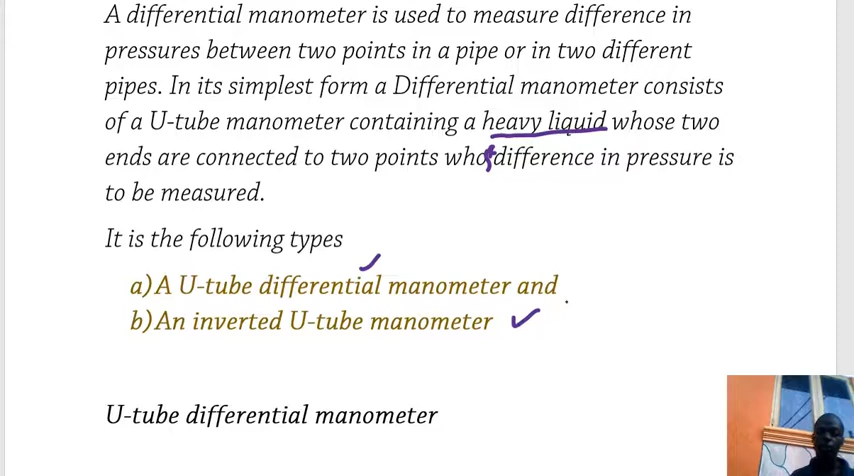 A differential manometer is used to measure difference in
pressures between two points in a pipe or in two different
pipes. In its simplest form a Differential manometer consists
of a U-tube manometer containing a heavy liquid whose two
ends are connected to two points who difference in pressure is
to be measured.
It is the following types
a)A U-tube differential manometer and
b)An inverted U-tube manometer
U-tube differential manometer